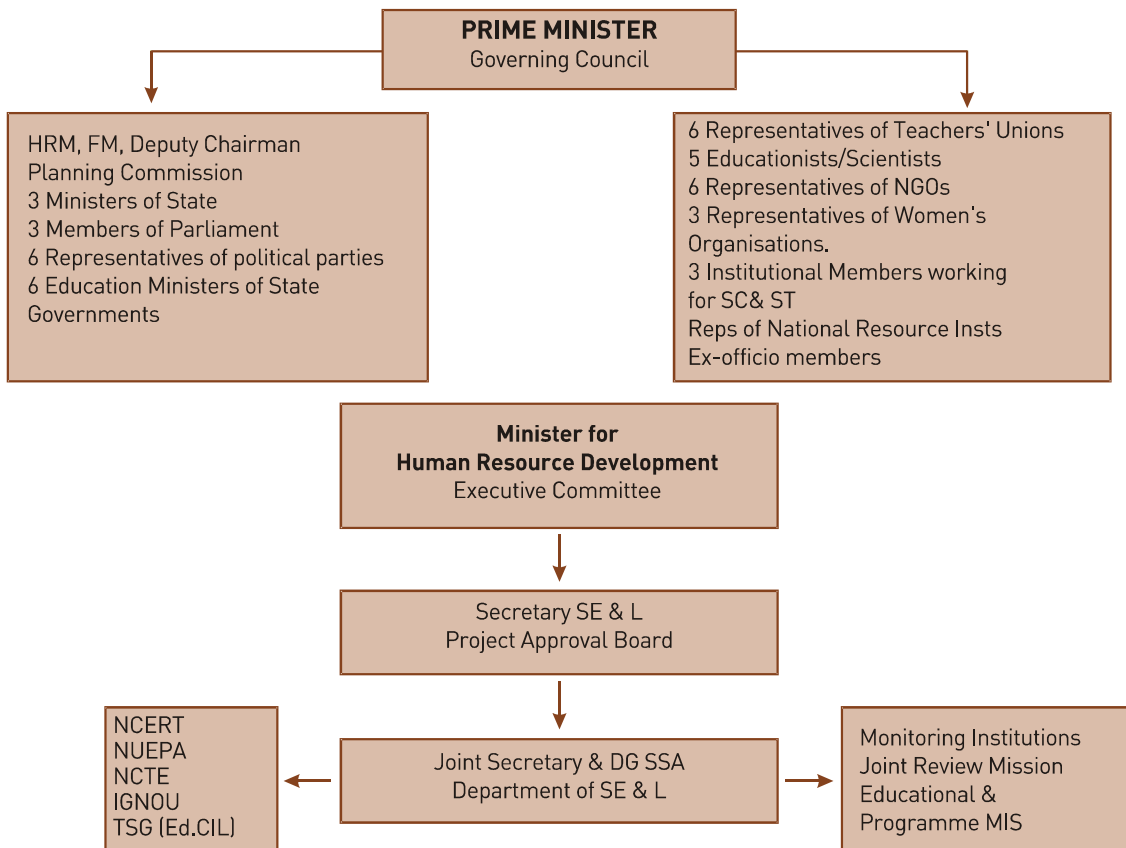 PRIME MINISTER
Governing Council
HRM, FM, Deputy Chairman
Planning Commission
3 Ministers of State
3 Members of Parliament
6 Representatives of political parties
6 Education Ministers of State
Governments
6 Representatives of Teachers' Unions
5 Educationists/Scientists
6 Representatives of NGOs
3 Representatives of Women's
Organisations.
3 Institutional Members working
for SC& ST
Reps of National Resource Insts
Ex-officio members
Minister for
Human Resource Development
Executive Committee
Secretary SE & L
Project Approval Board
NCERT
NUEPA
NCTE
IGNOU
TSG (Ed.CIL)
Joint Secretary & DG SSA
Department of SE & L
Monitoring Institutions
Joint Review Mission
Educational &
Programme MIS